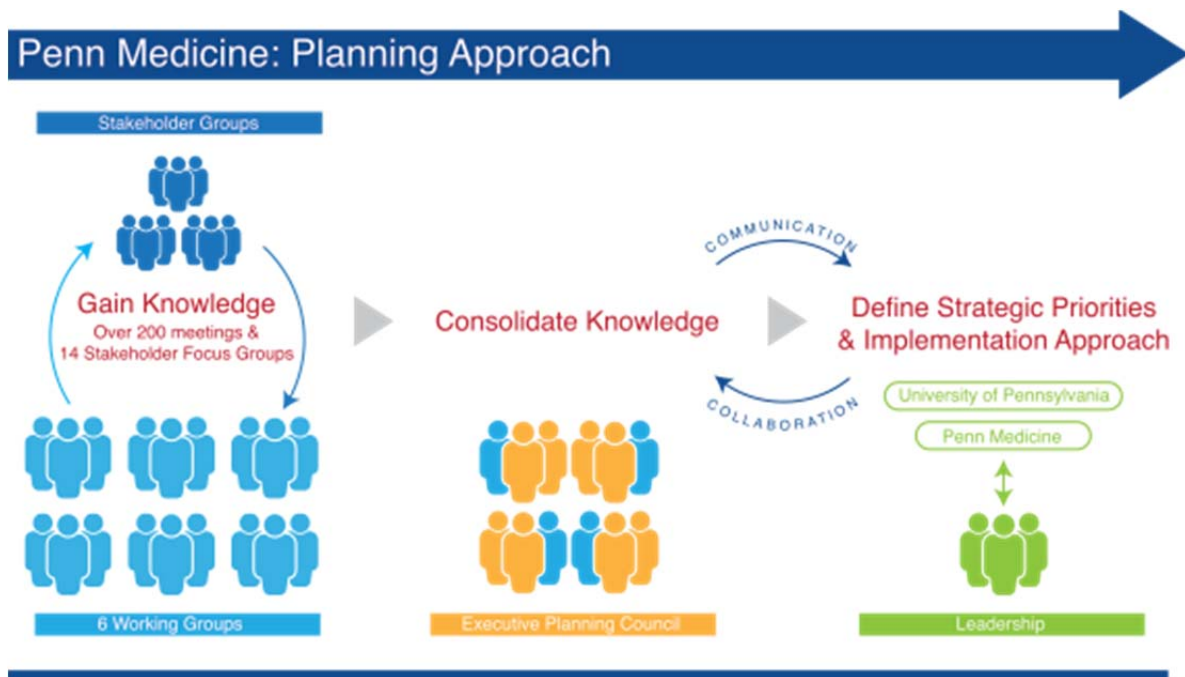 Penn Medicine: Planning Approach
Stakeholder Groups
Gain Knowledge
Over 200 meetings &
14 Stakeholder Focus Groups
6 Working Groups
Consolidate Knowledge
Executive Planning Council
COMMUNICATION
COLLABORATION
Define Strategic Priorities
& Implementation Approach
University of Pennsylvania
Penn Medicine
Leadership